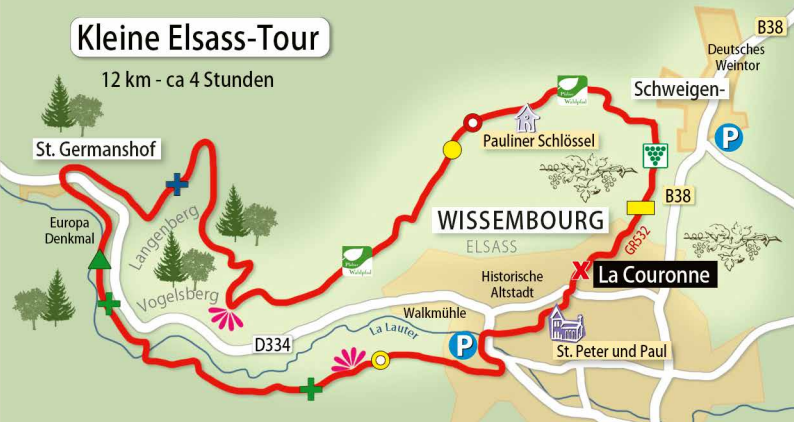 Kleine Elsass-Tour
12 km - ca 4 Stunden
B38
Deutsches
Weintor
Schweigen-
P
St. Germanshof
Pauliner Schlössel
Europa
Denkmal
Langenberg
Vogelsberg
WISSEMBOURG
ELSASS
B38
GR532
Historische
Altstadt
X
La Couronne
Walkmühle
La Lauter
D334
P
St. Peter und Paul